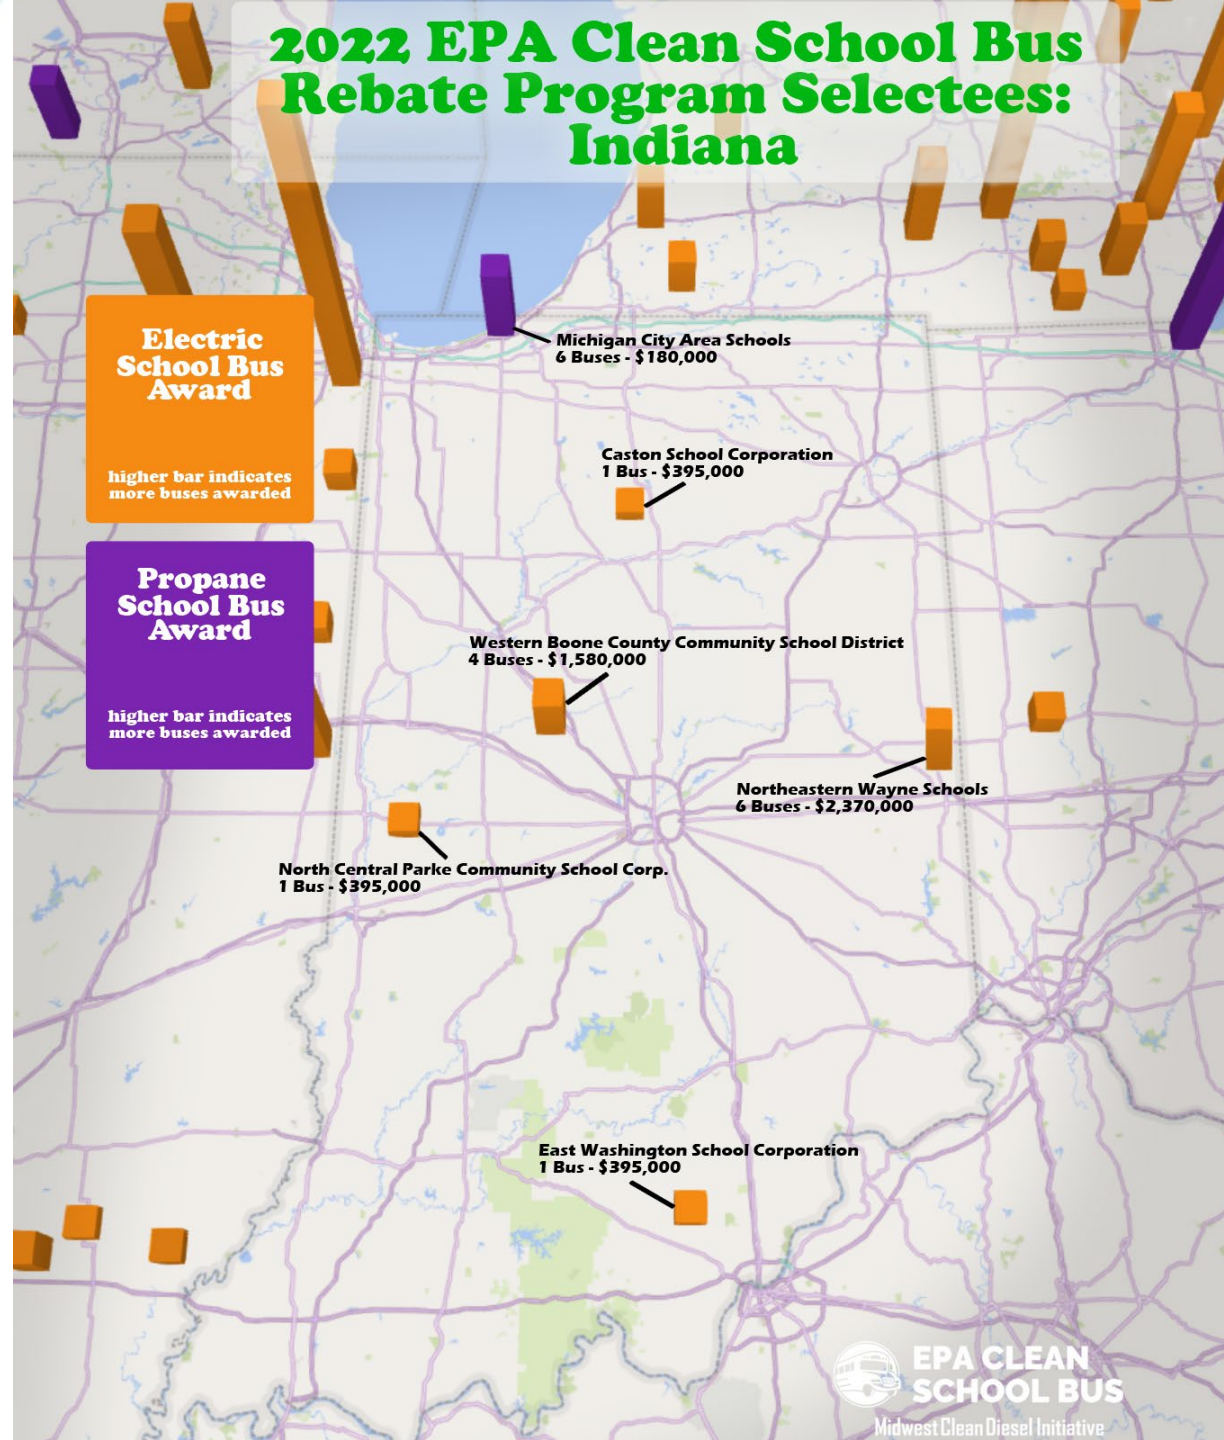 2022 EPA Clean School Bus
Rebate Program Selectees:
Indiana
Michigan City Area Schools
6 Buses - $180,000
Electric
School Bus
Award
higher bar indicates
more buses awarded
Caston School Corporation
1 Bus - $395,000
Propane
School Bus
Award
higher bar indicates
more buses awarded
Western Boone County Community School District
4 Buses - $1,580,000
Northeastern Wayne Schools
6 Buses - $2,370,000
North Central Parke Community School Corp.
1 Bus - $395,000
East Washington School Corporation
1 Bus - $395,000
EPA CLEAN
SCHOOL BUS
Midwest Clean Diesel Initiative